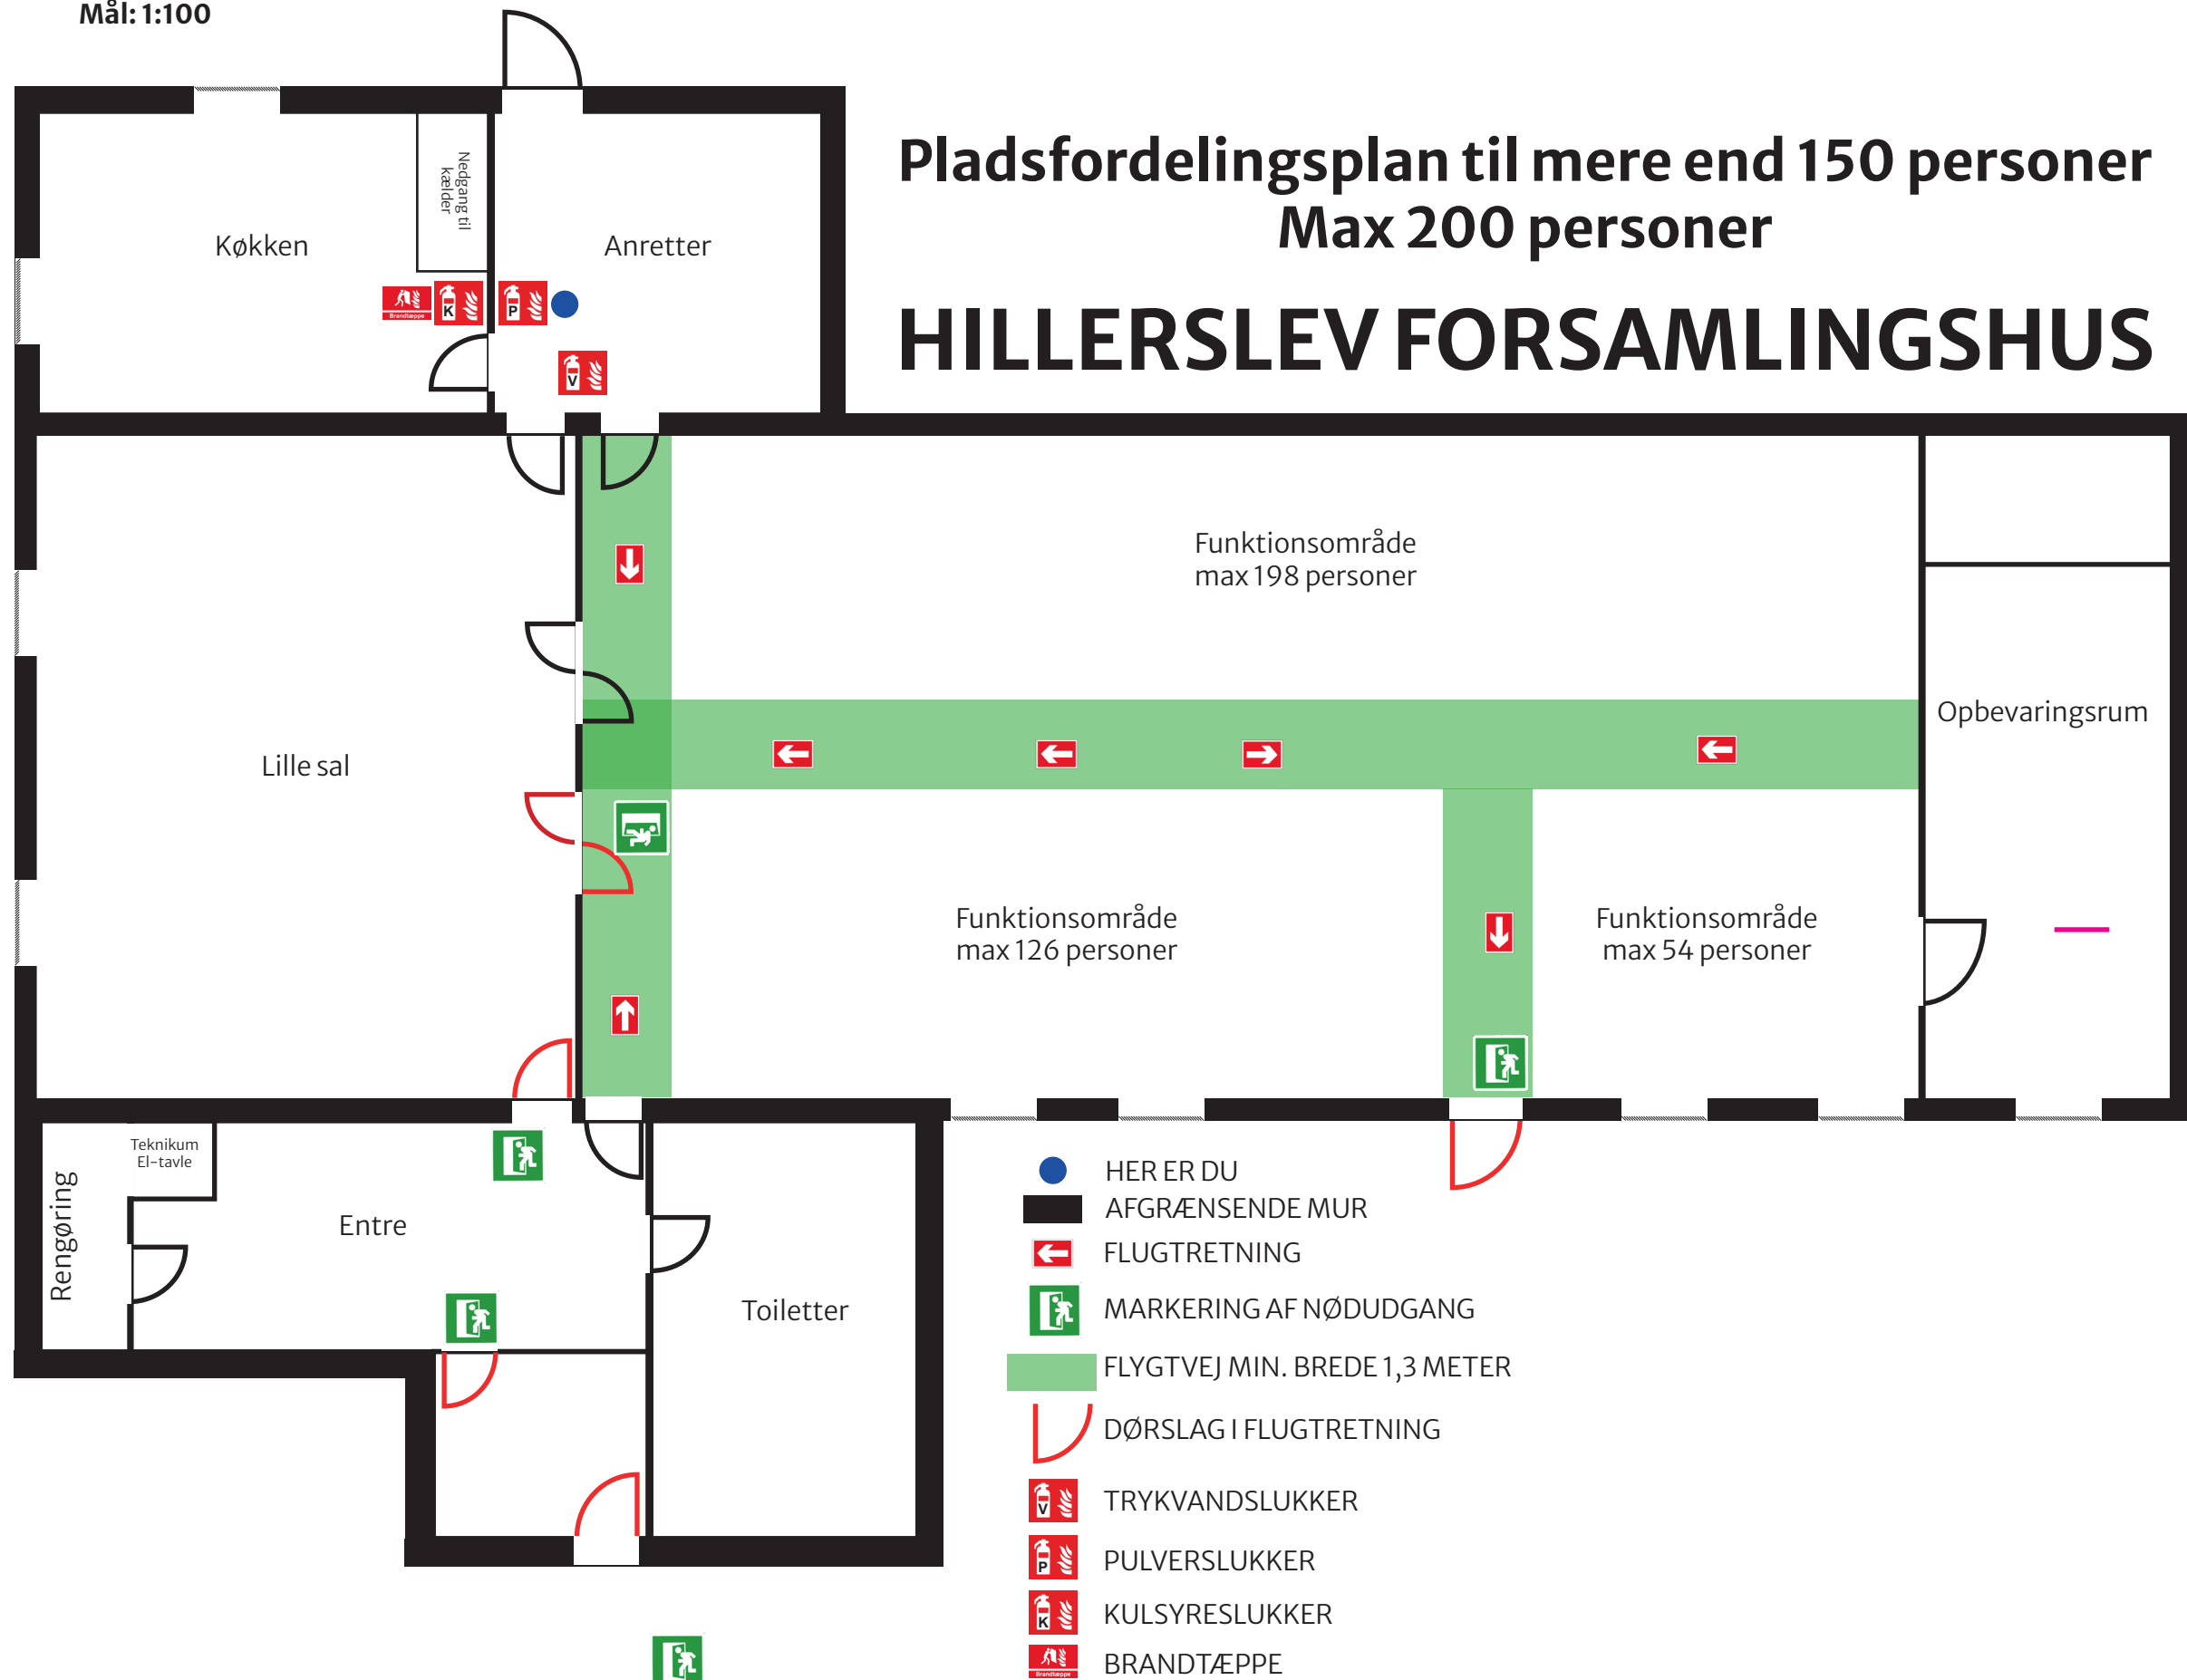 Mål: 1:100
Pladsfordelingsplan til mere end 150 personer
Max 200 personer
HILLERSLEV FORSAMLINGSHUS
Køkken
Nedgang til
kælder
Anretter
Brandtæppe
K
P
V
Funktionsområde
max 198 personer
Opbevaringsrum
Lille sal
Funktionsområde
max 126 personer
Funktionsområde
max 54 personer
Teknikum
El-tavle
Rengøring
Entre
Toiletter
HER ER DU
AFGRÆNSENDE MUR
FLUGTRETNING
MARKERING AF NØDUDGANG
FLYGTVEJ MIN. BREDE 1,3 METER
DØRSLAG I FLUGTRETNING
V
TRYKVANDSLUKKER
P
PULVERSLUKKER
K
KULSYRESLUKKER
Brandtæppe
BRANDTÆPPE